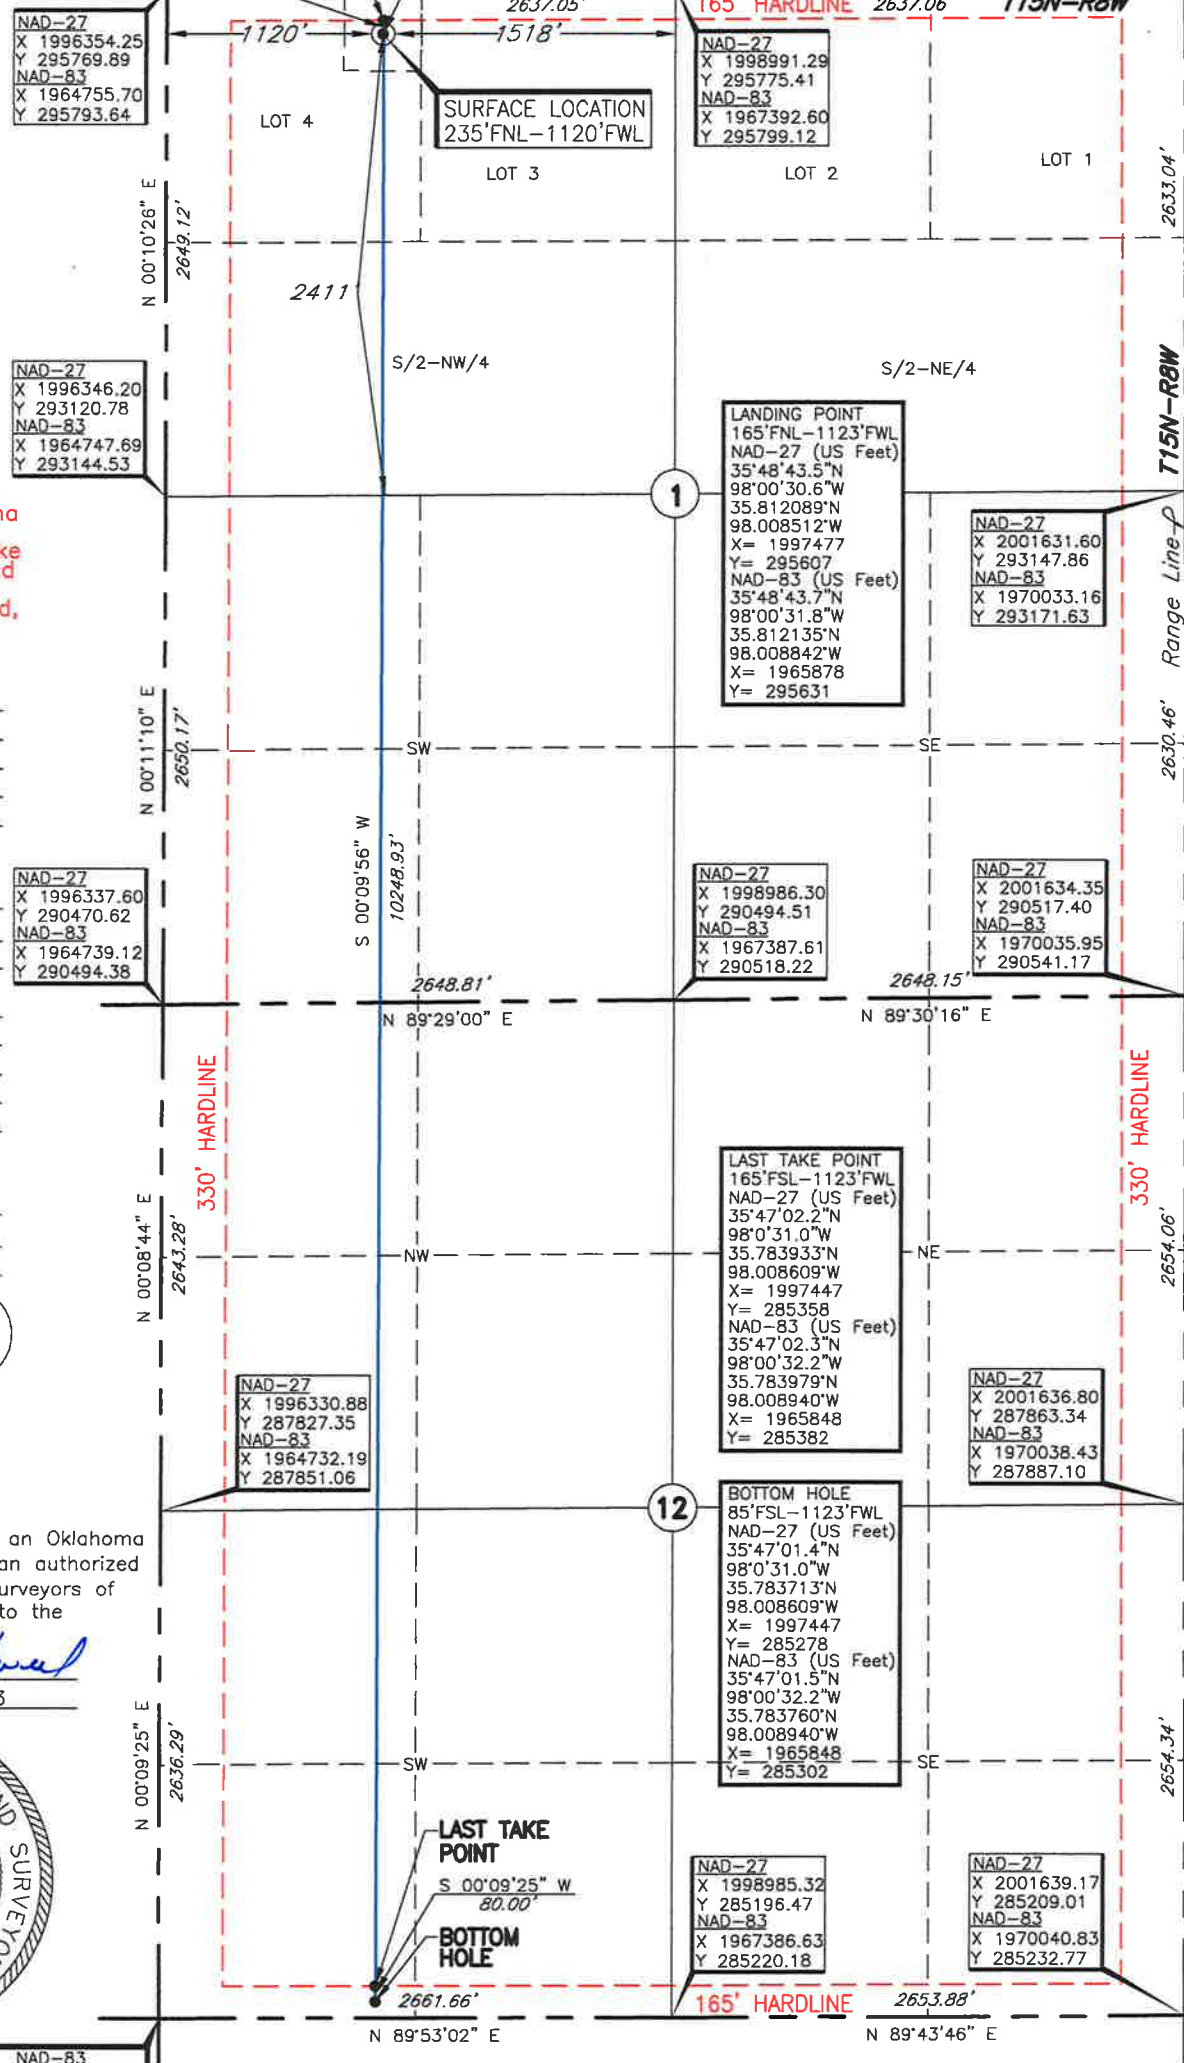 2637.05'
165' HARDLINE
2637.06'
T15N-R8W
NAD-27
X 1996354.25
Y 295769.89
NAD-83
X 1964755.70
Y 295793.64
1120'
1518'
NAD-27
X 1998991.29
Y 295775.41
NAD-83
X 1967392.60
Y 295799.12
SURFACE LOCATION
235'FNL-1120'FWL
LOT 4
LOT 3
LOT 2
LOT 1
N 00°10'26" E
2649.12'
2633.04'
2411'
S/2-NW/4
S/2-NE/4
T15N-R8W
NAD-27
X 1996346.20
Y 293120.78
NAD-83
X 1964747.69
Y 293144.53
LANDING POINT
165'FNL-1123'FWL
NAD-27 (US Feet)
35°48'43.5"N
98°00'30.6"W
35.812089°N
98.008512°W
X= 1997477
Y= 295607
NAD-83 (US Feet)
35°48'43.7"N
98°00'31.8"W
35.812135°N
98.008842°W
X= 1965878
Y= 295631
1
NAD-27
X 2001631.60
Y 293147.86
NAD-83
X 1970033.16
Y 293171.63
Range Line
N 00°11'10" E
2650.17'
SW
SE
2630.46'
S 00°09'56" W
10248.93'
NAD-27
X 1996337.60
Y 290470.62
NAD-83
X 1964739.12
Y 290494.38
NAD-27
X 1998986.30
Y 290494.51
NAD-83
X 1967387.61
Y 290518.22
NAD-27
X 2001634.35
Y 290517.40
NAD-83
X 1970035.95
Y 290541.17
2648.81'
N 89°29'00" E
2648.15'
N 89°30'16" E
330' HARDLINE
330' HARDLINE
N 00°08'44" E
2643.28'
NW
NE
2654.06'
LAST TAKE POINT
165'FSL-1123'FWL
NAD-27 (US Feet)
35°47'02.2"N
98°0'31.0"W
35.783933°N
98.008609°W
X= 1997447
Y= 285358
NAD-83 (US Feet)
35°47'02.3"N
98°00'32.2"W
35.783979°N
98.008940°W
X= 1965848
Y= 285382
NAD-27
X 1996330.88
Y 287827.35
NAD-83
X 1964732.19
Y 287851.06
NAD-27
X 2001636.80
Y 287863.34
NAD-83
X 1970038.43
Y 287887.10
12
BOTTOM HOLE
85'FSL-1123'FWL
NAD-27 (US Feet)
35°47'01.4"N
98°0'31.0"W
35.783713°N
98.008609°W
X= 1997447
Y= 285278
NAD-83 (US Feet)
35°47'01.5"N
98°00'32.2"W
35.783760°N
98.008940°W
X= 1965848
Y= 285302
an Oklahoma
an authorized
urveyors of
to the
N 00°09'25" E
2636.29'
SW
SE
2654.34'
SURVEYO
LAST TAKE
POINT
S 00°09'25" W
80.00'
BOTTOM
HOLE
NAD-27
X 1998985.32
Y 285196.47
NAD-83
X 1967386.63
Y 285220.18
NAD-27
X 2001639.17
Y 285209.01
NAD-83
X 1970040.83
Y 285232.77
2661.66'
N 89°53'02" E
165' HARDLINE
2653.88'
N 89°43'46" E
NAD-83